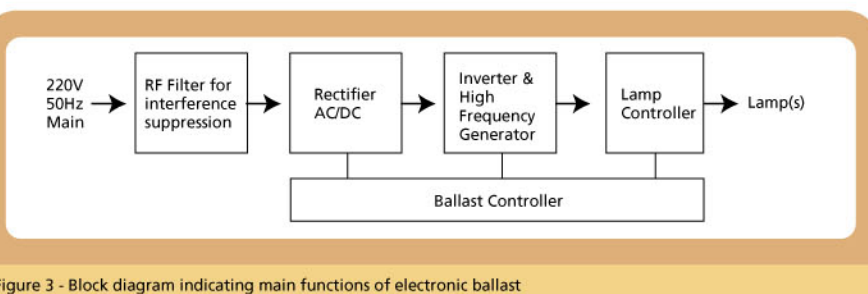 220V
50Hz
Main
RF Filter for
interference
suppression
Rectifier
AC/DC
Inverter &
High
Frequency
Generator
Lamp
Controller
Lamp(s)
Ballast Controller
Figure 3 - Block diagram indicating main functions of electronic ballast